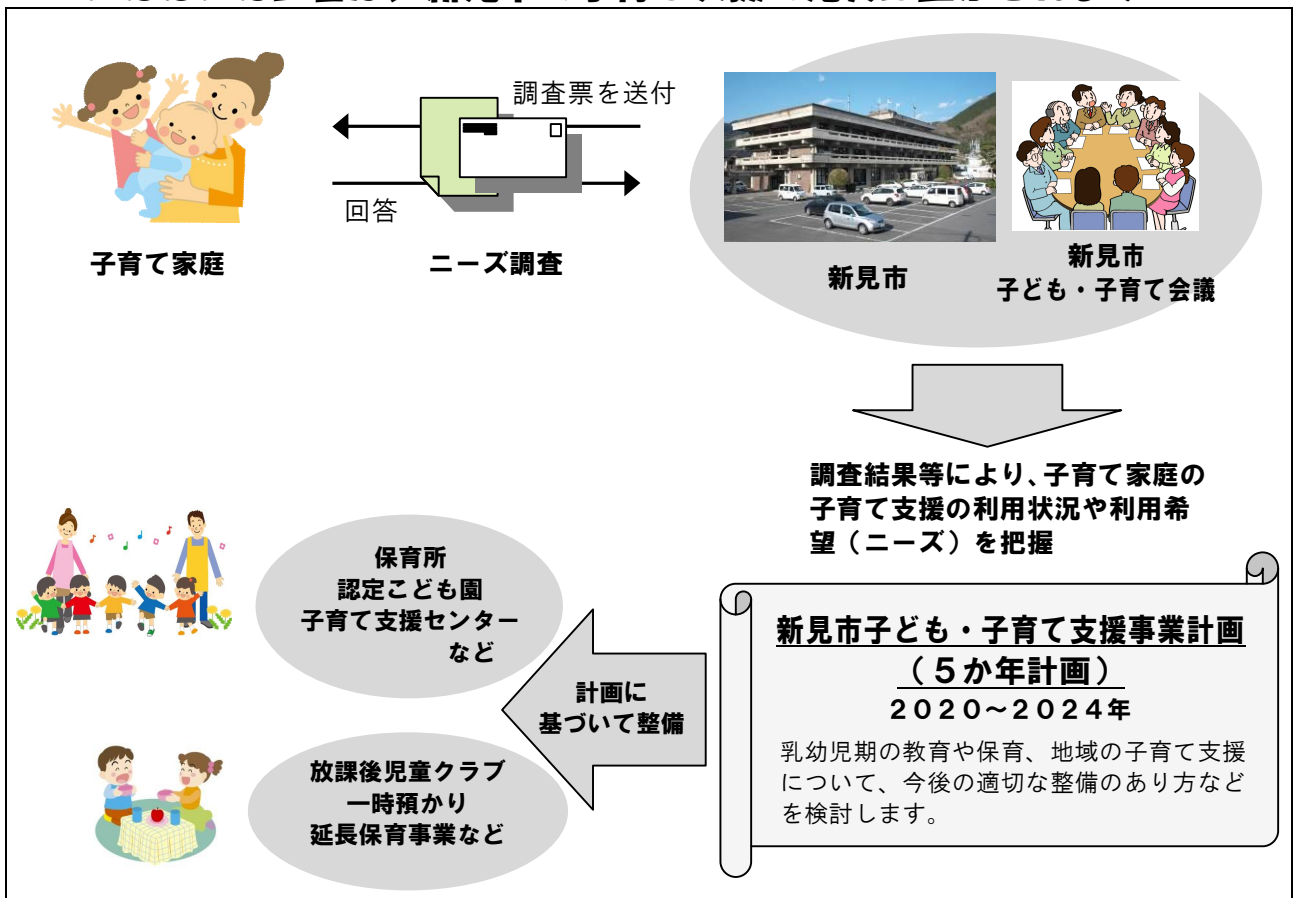 調査票を送付
回答
子育て家庭
ニーズ調査
新見市
新見市
子ども・子育て会議
調査結果等により、子育て家庭の
子育て支援の利用状況や利用希
望（ニーズ）を把握
新見市子ども・子育て支援事業計画
（５か年計画）
２０２０～２０２４年
乳幼児期の教育や保育、地域の子育て支援
について、今後の適切な整備のあり方など
を検討します。
計画に
基づいて整備
保育所
認定こども園
子育て支援センター
など
放課後児童クラブ
一時預かり
延長保育事業など